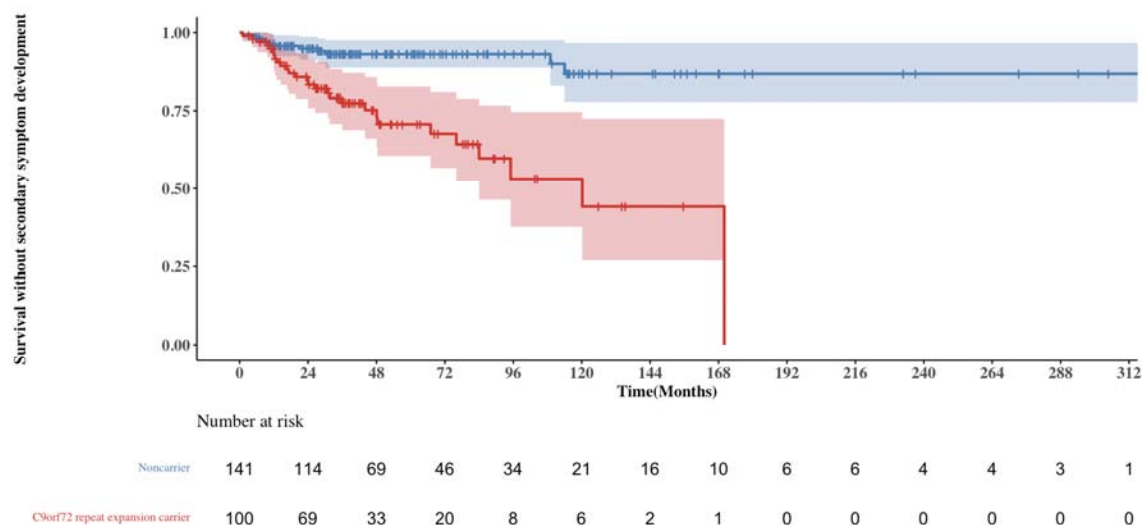 Survival without secondary symptom development
1.00
0.75
0.50
0.25
0.00
0 24 48 72 96 120 144 168 192 216 240 264 288 312
Time(Months)
Number at risk
Noncarrier 141 114 69 46 34 21 16 10 6 6 4 4 3 1
C9orf72 repeat expansion carrier 100 69 33 20 8 6 2 1 0 0 0 0 0 0